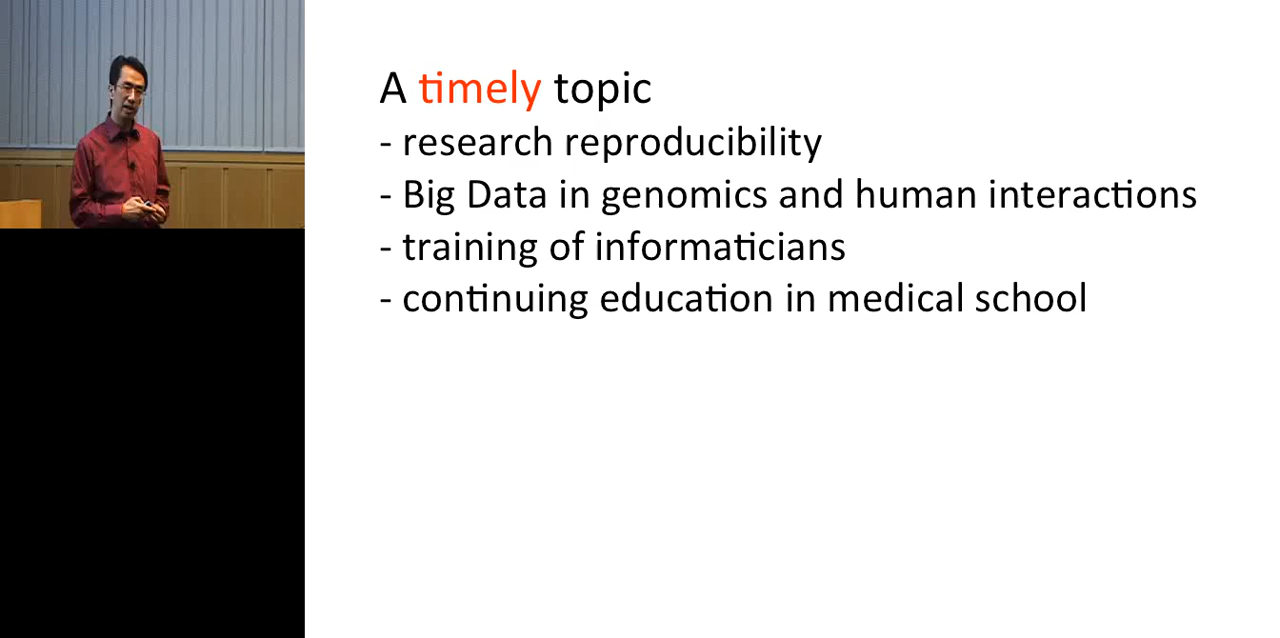 A timely topic
- research reproducibility
- Big Data in genomics and human interactions
- training of informaticians
- continuing education in medical school